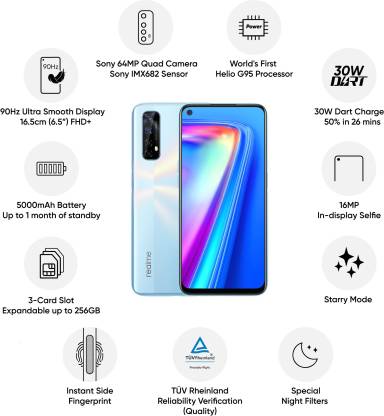 Sony 64MP Quad Camera
Sony IMX682 Sensor
Power
World's First
Helio G95 Processor
90Hz
90Hz Ultra Smooth Display
16.5cm (6.5") FHD+
30W
DART
30W Dart Charge
50% in 26 mins
5000mAh Battery
Up to 1 month of standby
16MP
In-display Selfie
realme
3-Card Slot
Expandable up to 256GB
Starry Mode
Instant Side
Fingerprint
TÜVRheinland
TÜV Rheinland
Reliability Verification
(Quality)
Special
Night Filters